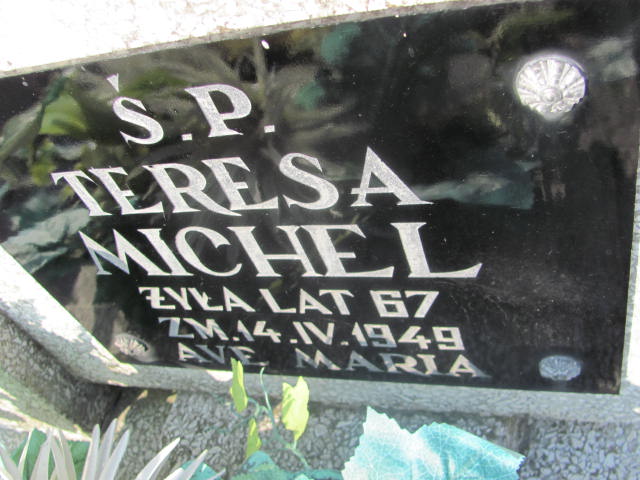 Ś.P.
TERESA
MICHEL
ŻYŁA LAT 67
ZM.14.IV.1949
AVE MARIA